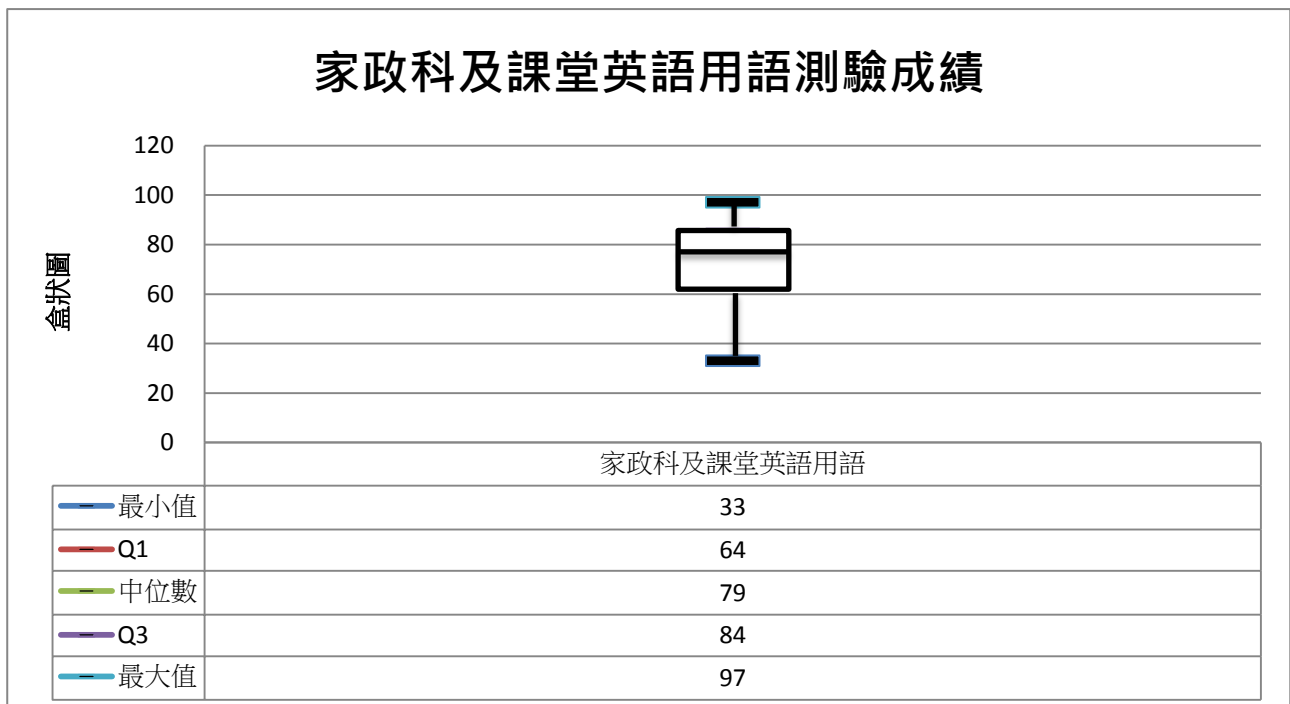 家政科及課堂英語用語測驗成績
120
100
80
60
40
20
0
盒狀圖
家政科及課堂英語用語
最小值 33
Q1 64
中位數 79
Q3 84
最大值 97